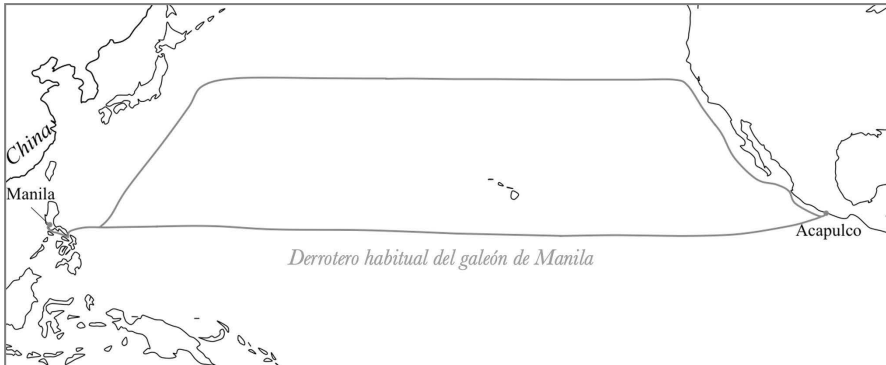 China
Manila
Acapulco
Derrotero habitual del galeón de Manila